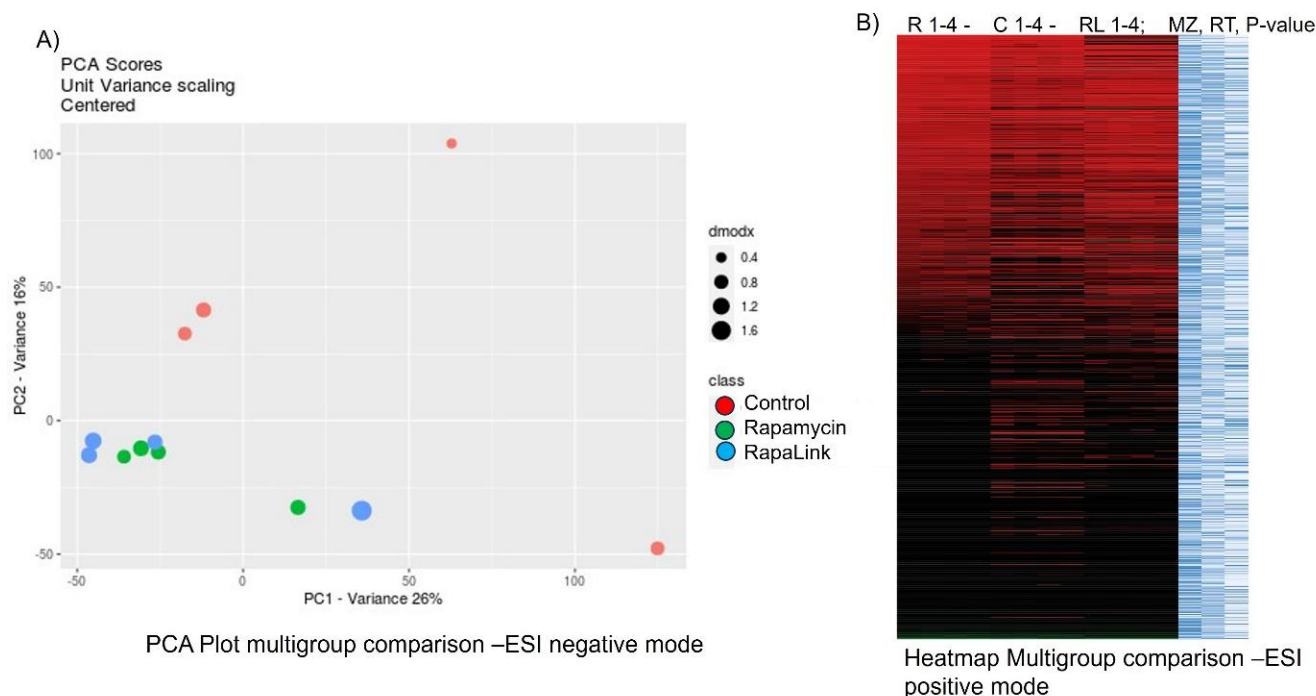 A)
PCA Scores
Unit Variance scaling
Centered
100
50
0
-50
PC2 - Variance 16%
-50
0
50
100
PC1 - Variance 26%
dmodx
0.4
0.8
1.2
1.6
class
Control
Rapamycin
RapaLink
PCA Plot multigroup comparison –ESI negative mode
B)
R 1-4 - C 1-4 - RL 1-4; MZ, RT, P-value
Heatmap Multigroup comparison –ESI
positive mode